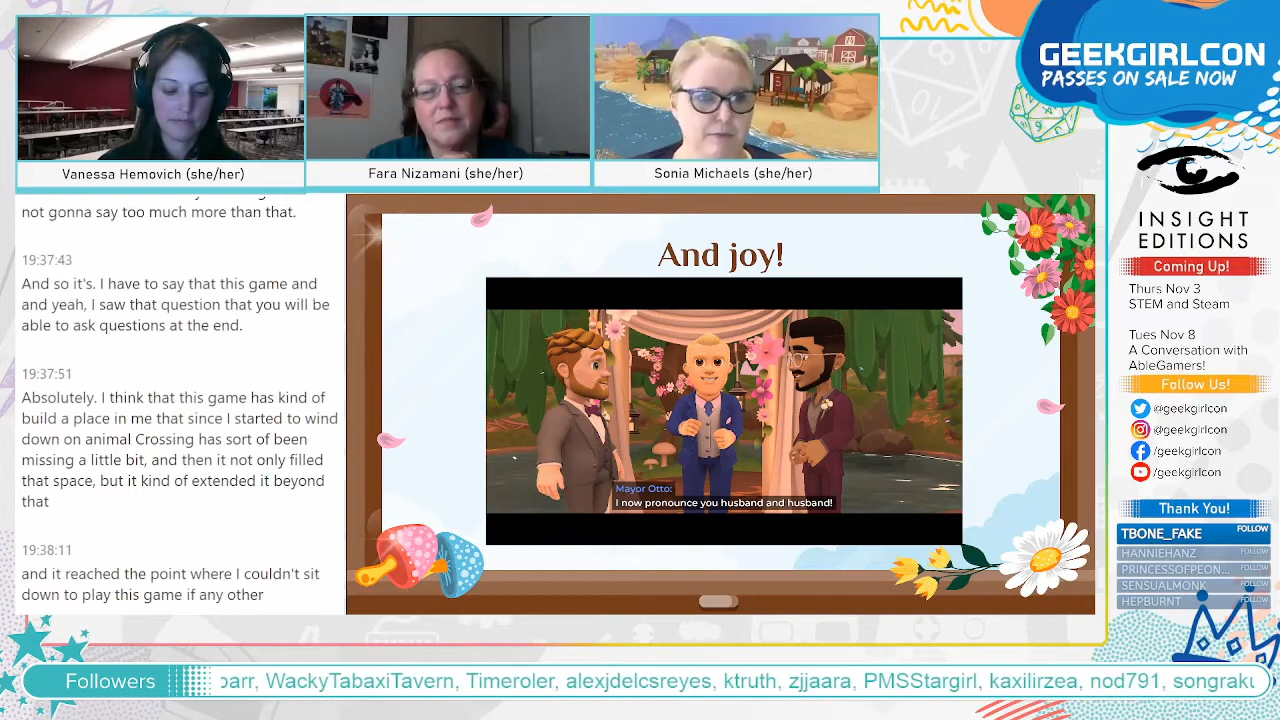 GEEKGIRLCON
PASSES ON SALE NOW
Vanessa Hemovich (she/her)
Fara Nizamani (she/her)
Sonia Michaels (she/her)
not gonna say too much more than that.
19:37:43
And so it's. I have to say that this game and
and yeah, I saw that question that you will be
able to ask questions at the end.
19:37:51
Absolutely. I think that this game has kind of
build a place in me that since I started to wind
down on animal Crossing has sort of been
missing a little bit, and then it not only filled
that space, but it kind of extended it beyond
that
19:38:11
and it reached the point where I couldn't sit
down to play this game if any other
And joy!
Mayor Otto:
I now pronounce you husband and husband!
INSIGHT
EDITIONS
Coming Up!
Thurs Nov 3
STEM and Steam
Tues Nov 8
A Conversation with
AbleGamers!
Follow Us!
@geekgirlcon
@geekgirlcon
/geekgirlcon
/geekgirlcon
Thank You!
TBONE_FAKE FOLLOW
HANNIEHANZ FOLLOW
PRINCESSOFPEON... FOLLOW
SENSUALMONK FOLLOW
HEPBURNT FOLLOW
Followers
parr, WackyTabaxiTavern, Timeroler, alexjdelcsreyes, ktruth, zjjaara, PMSStargirl, kaxilirzea, nod791, songraku